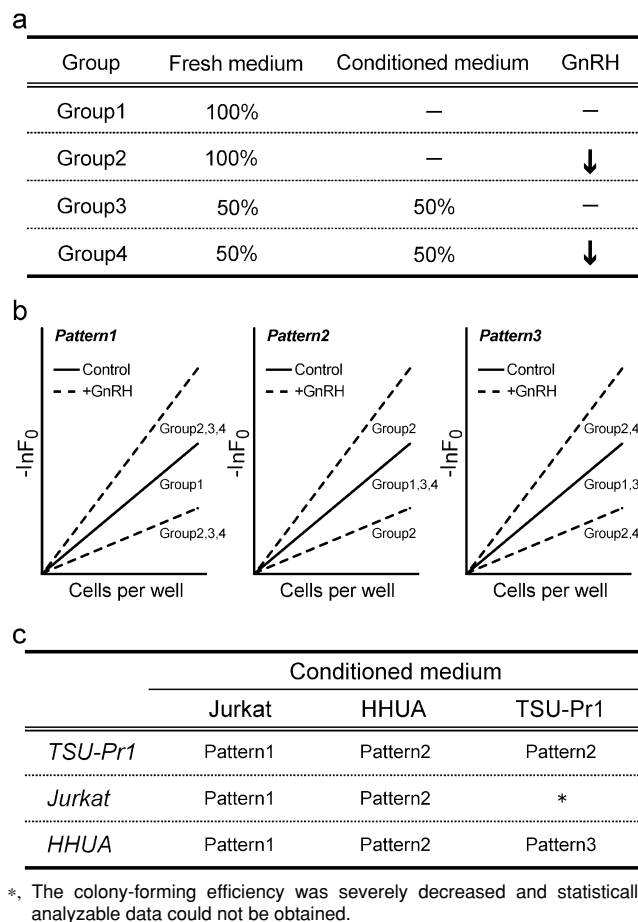 a
Group Fresh medium Conditioned medium GnRH
Group1 100% — —
Group2 100% — ↓
Group3 50% 50% —
Group4 50% 50% ↓
b
Pattern1 Pattern2 Pattern3
Control Control Control
+GnRH +GnRH +GnRH
Group2,3,4 Group2 Group2,4
Group1 Group1,3,4 Group1,3
Group2,3,4 Group2 Group2,4
-lnF0 -lnF0 -lnF0
Cells per well Cells per well Cells per well
c
Conditioned medium
Jurkat HHUA TSU-Pr1
TSU-Pr1 Pattern1 Pattern2 Pattern2
Jurkat Pattern1 Pattern2 *
HHUA Pattern1 Pattern2 Pattern3
*, The colony-forming efficiency was severely decreased and statistically
analyzable data could not be obtained.